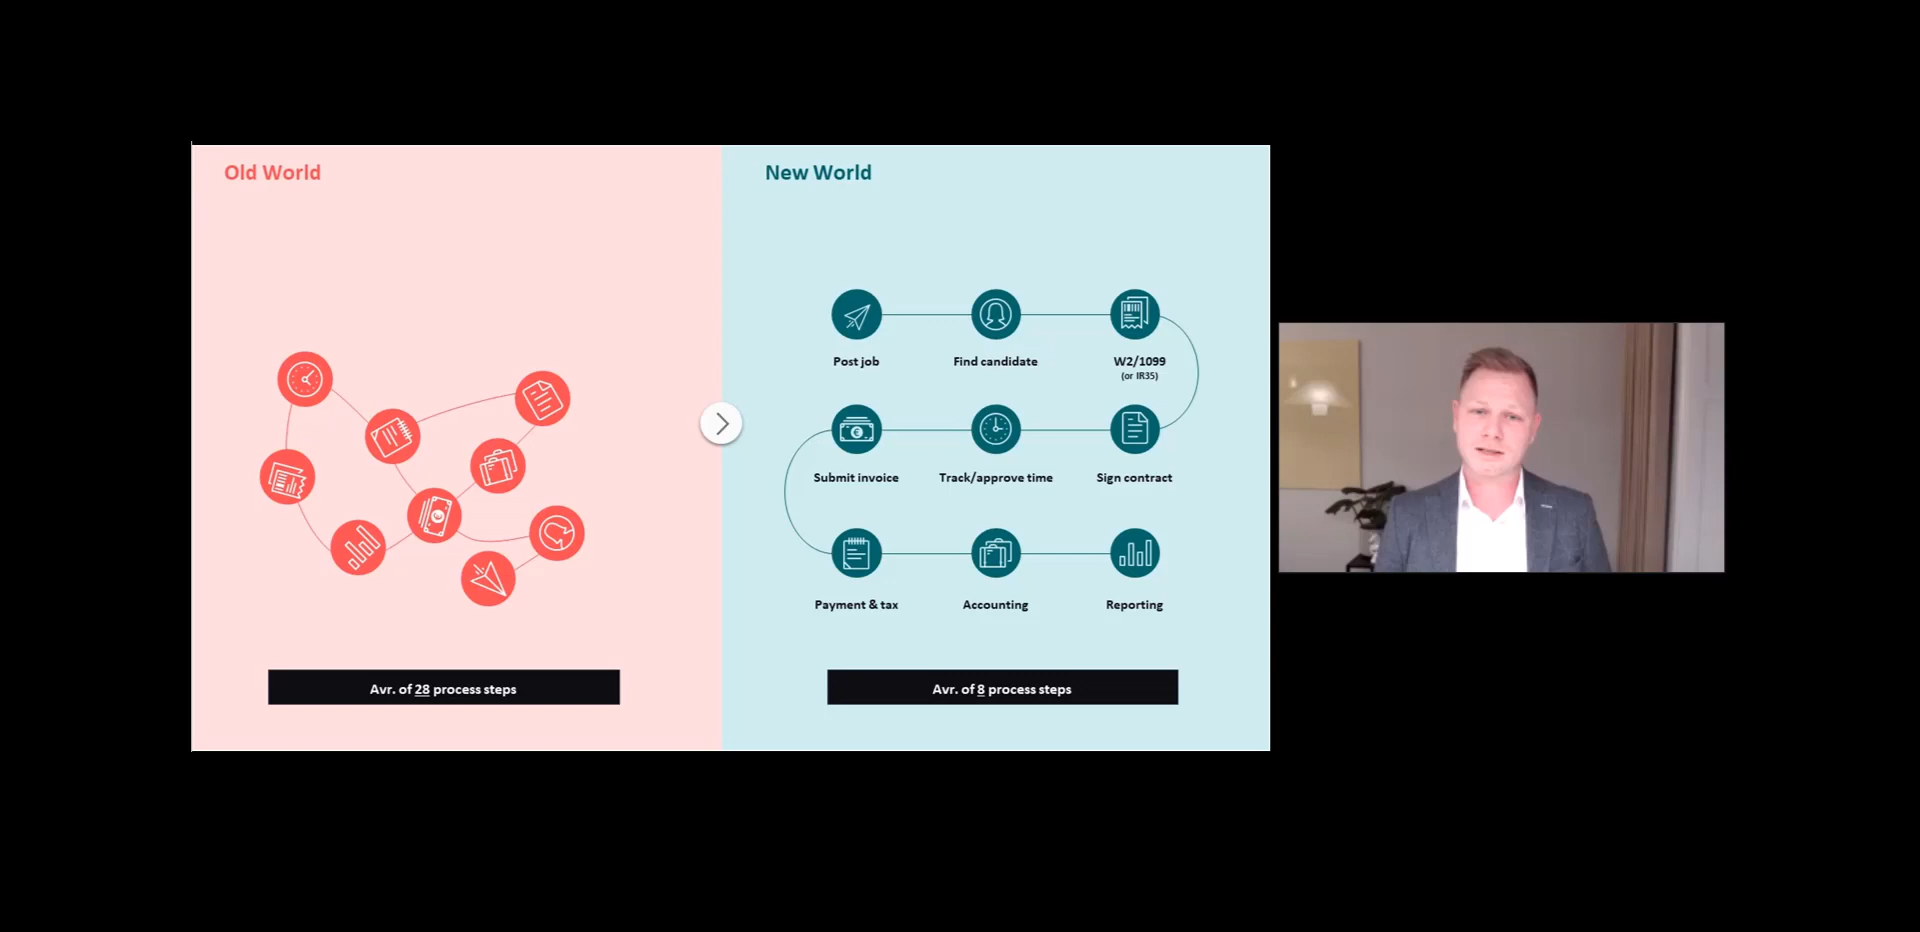 Old World
New World
Post job
Find candidate
W2/1099
(or IR35)
Submit invoice
Track/approve time
Sign contract
Payment & tax
Accounting
Reporting
Avr. of 28 process steps
Avr. of 8 process steps